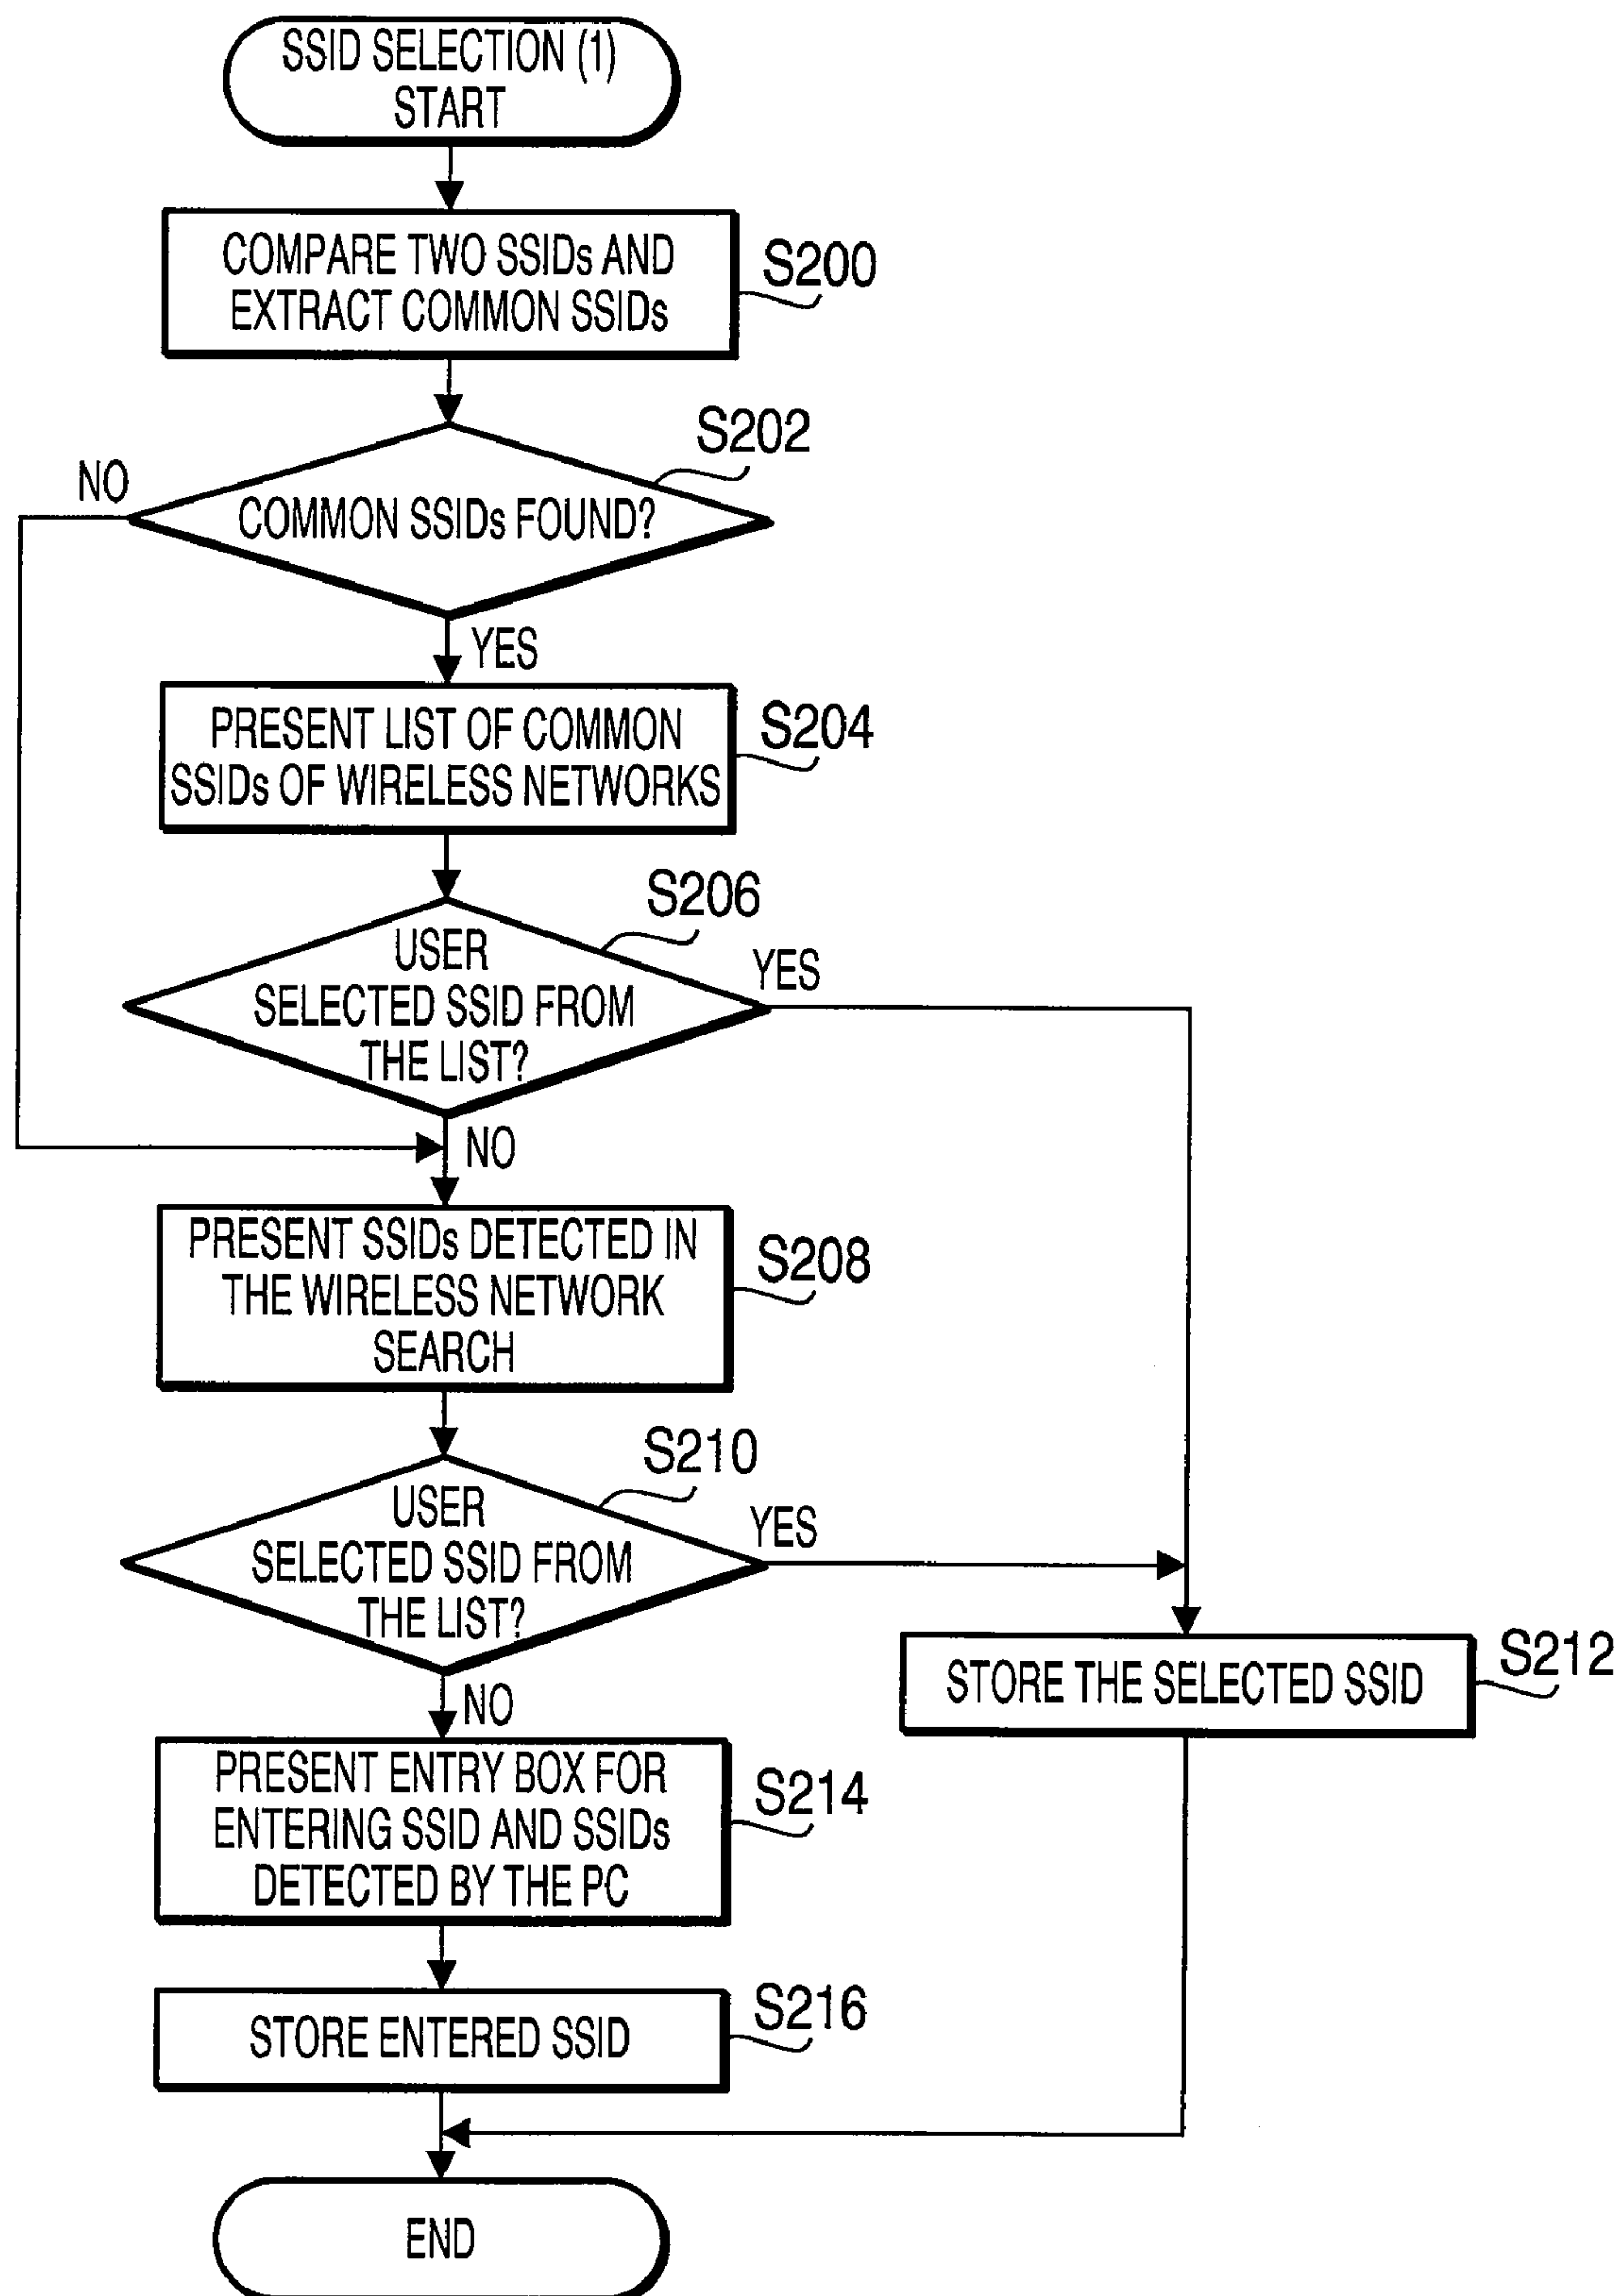 SSID SELECTION (1)
START
COMPARE TWO SSIDs AND
EXTRACT COMMON SSIDs
S200
S202
NO
COMMON SSIDs FOUND?
YES
PRESENT LIST OF COMMON
SSIDs OF WIRELESS NETWORKS
S204
S206
USER
SELECTED SSID FROM
THE LIST?
YES
NO
PRESENT SSIDs DETECTED IN
THE WIRELESS NETWORK
SEARCH
S208
S210
USER
SELECTED SSID FROM
THE LIST?
YES
NO
STORE THE SELECTED SSID
S212
PRESENT ENTRY BOX FOR
ENTERING SSID AND SSIDs
DETECTED BY THE PC
S214
STORE ENTERED SSID
S216
END